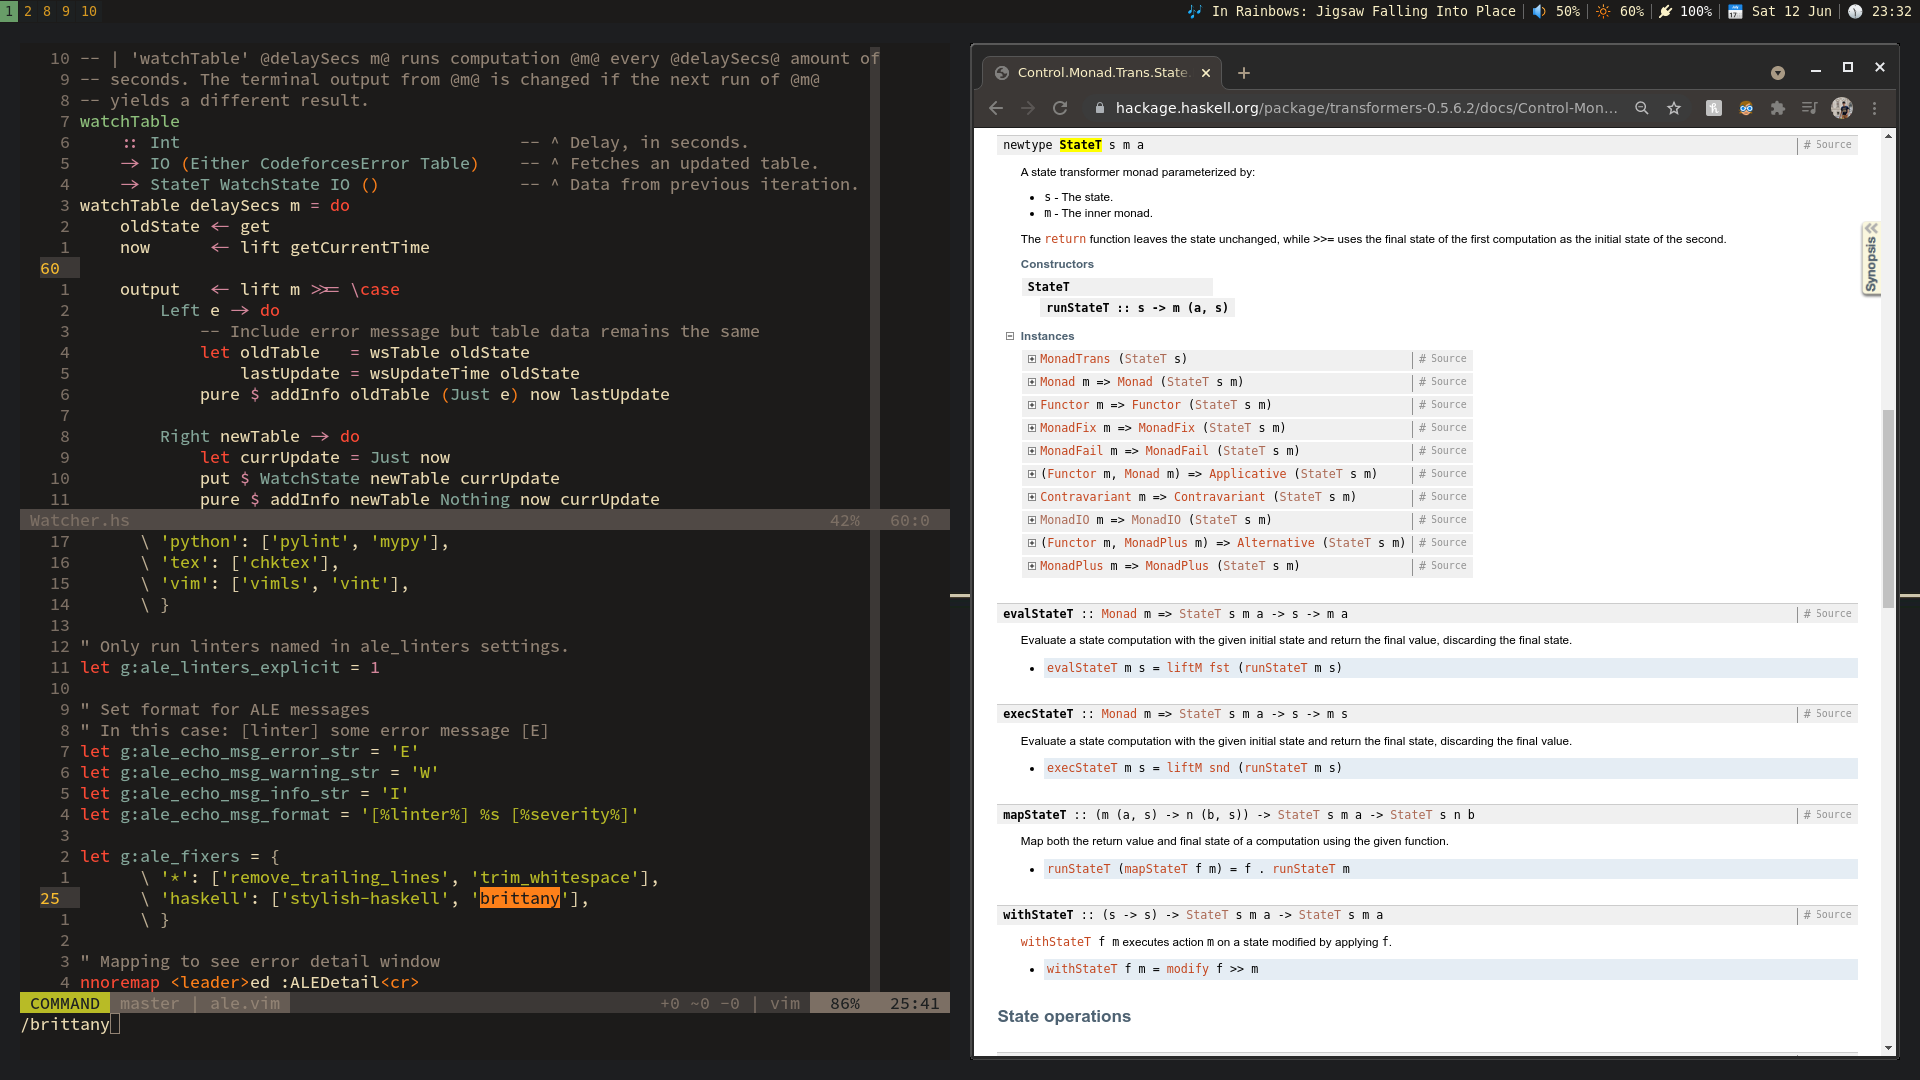 1 2 8 9 10
In Rainbows: Jigsaw Falling Into Place | 50% | 60% | 100% | Sat 12 Jun | 23:32
10 -- | 'watchTable' @delaySecs m@ runs computation @m@ every @delaySecs@ amount of
9 -- seconds. The terminal output from @m@ is changed if the next run of @m@
8 -- yields a different result.
7 watchTable
6     :: Int                                  -- ^ Delay, in seconds.
5     -> IO (Either CodeforcesError Table)    -- ^ Fetches an updated table.
4     -> StateT WatchState IO ()              -- ^ Data from previous iteration.
3 watchTable delaySecs m = do
2     oldState <- get
1     now      <- lift getCurrentTime
60
1     output   <- lift m >>= \case
2         Left e -> do
3             -- Include error message but table data remains the same
4             let oldTable   = wsTable oldState
5                 lastUpdate = wsUpdateTime oldState
6             pure $ addInfo oldTable (Just e) now lastUpdate
7
8         Right newTable -> do
9             let currUpdate = Just now
10             put $ WatchState newTable currUpdate
11             pure $ addInfo newTable Nothing now currUpdate
Watcher.hs 42% 60:0
17       \ 'python': ['pylint', 'mypy'],
16       \ 'tex': ['chktex'],
15       \ 'vim': ['vimls', 'vint'],
14       \ }
13
12 " Only run linters named in ale_linters settings.
11 let g:ale_linters_explicit = 1
10
9 " Set format for ALE messages
8 " In this case: [linter] some error message [E]
7 let g:ale_echo_msg_error_str = 'E'
6 let g:ale_echo_msg_warning_str = 'W'
5 let g:ale_echo_msg_info_str = 'I'
4 let g:ale_echo_msg_format = '[%linter%] %s [%severity%]'
3
2 let g:ale_fixers = {
1       \ '*': ['remove_trailing_lines', 'trim_whitespace'],
25       \ 'haskell': ['stylish-haskell', 'brittany'],
1       \ }
2
3 " Mapping to see error detail window
4 nnoremap <leader>ed :ALEDetail<cr>
COMMAND master | ale.vim +0 ~0 -0 | vim 86% 25:41
/brittany
Control.Monad.Trans.State.
hackage.haskell.org/package/transformers-0.5.6.2/docs/Control-Mon...
newtype StateT s m a # Source
A state transformer monad parameterized by:
• s - The state.
• m - The inner monad.
The return function leaves the state unchanged, while >>= uses the final state of the first computation as the initial state of the second.
Synopsis
Constructors
StateT
runStateT :: s -> m (a, s)
Instances
MonadTrans (StateT s) # Source
Monad m => Monad (StateT s m) # Source
Functor m => Functor (StateT s m) # Source
MonadFix m => MonadFix (StateT s m) # Source
MonadFail m => MonadFail (StateT s m) # Source
(Functor m, Monad m) => Applicative (StateT s m) # Source
Contravariant m => Contravariant (StateT s m) # Source
MonadIO m => MonadIO (StateT s m) # Source
(Functor m, MonadPlus m) => Alternative (StateT s m) # Source
MonadPlus m => MonadPlus (StateT s m) # Source
evalStateT :: Monad m => StateT s m a -> s -> m a # Source
Evaluate a state computation with the given initial state and return the final value, discarding the final state.
• evalStateT m s = liftM fst (runStateT m s)
execStateT :: Monad m => StateT s m a -> s -> m s # Source
Evaluate a state computation with the given initial state and return the final state, discarding the final value.
• execStateT m s = liftM snd (runStateT m s)
mapStateT :: (m (a, s) -> n (b, s)) -> StateT s m a -> StateT s n b # Source
Map both the return value and final state of a computation using the given function.
• runStateT (mapStateT f m) = f . runStateT m
withStateT :: (s -> s) -> StateT s m a -> StateT s m a # Source
withStateT f m executes action m on a state modified by applying f.
• withStateT f m = modify f >> m
State operations